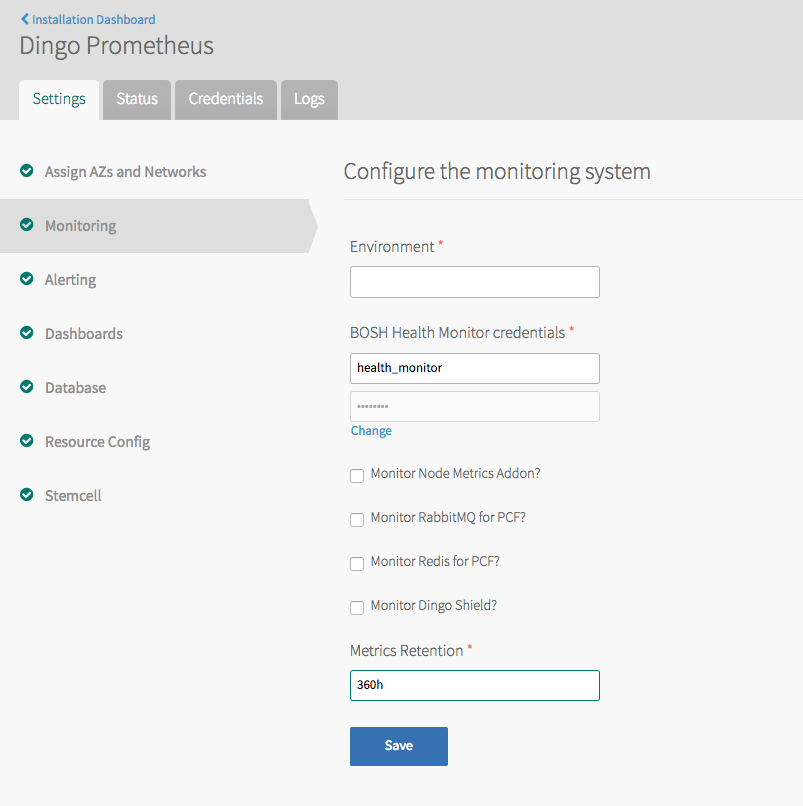 Installation Dashboard
Dingo Prometheus
Settings
Status
Credentials
Logs
Assign AZs and Networks
Monitoring
Alerting
Dashboards
Database
Resource Config
Stemcell
Configure the monitoring system
Environment *
BOSH Health Monitor credentials *
health_monitor
••••••••
Change
Monitor Node Metrics Addon?
Monitor RabbitMQ for PCF?
Monitor Redis for PCF?
Monitor Dingo Shield?
Metrics Retention *
360h
Save